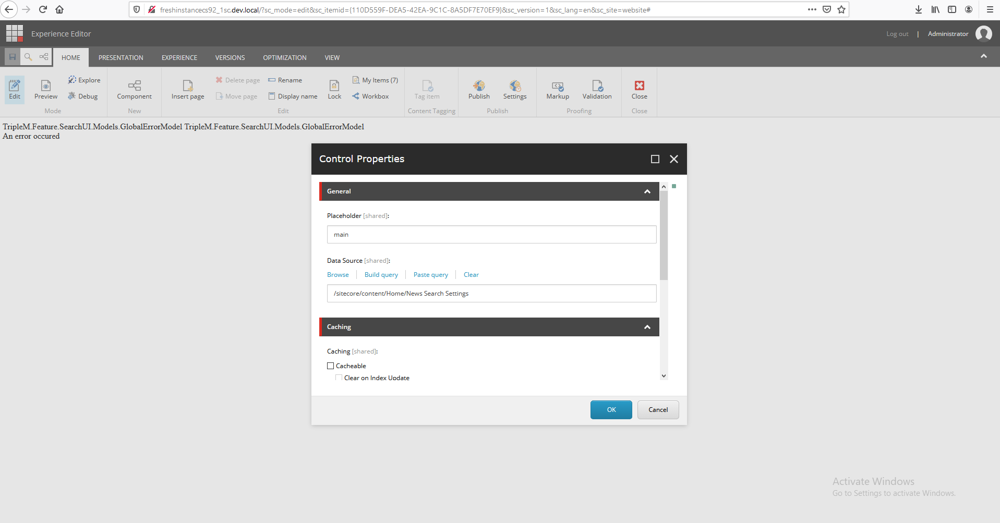 freshinstancecs92_1sc.dev.local/?sc_mode=edit&sc_itemid={110D559F-DEA5-42EA-9C1C-8A5DF7E70EF9}&sc_version=1&sc_lang=en&sc_site=website#
Experience Editor
Log out | Administrator
HOME PRESENTATION EXPERIENCE VERSIONS OPTIMIZATION VIEW
Explore Delete page Rename My Items (7)
Edit Preview Debug Component Insert page Move page Display name Lock Workbox Tag item Publish Settings Markup Validation Close
Mode New Edit Content Tagging Publish Proofing Close
TripleM.Feature.SearchUI.Models.GlobalErrorModel TripleM.Feature.SearchUI.Models.GlobalErrorModel
An error occured
Control Properties
General
Placeholder [shared]:
main
Data Source [shared]:
Browse Build query Paste query Clear
/sitecore/content/Home/News Search Settings
Caching
Caching [shared]:
Cacheable
Clear on Index Update
OK Cancel
Activate Windows
Go to Settings to activate Windows.